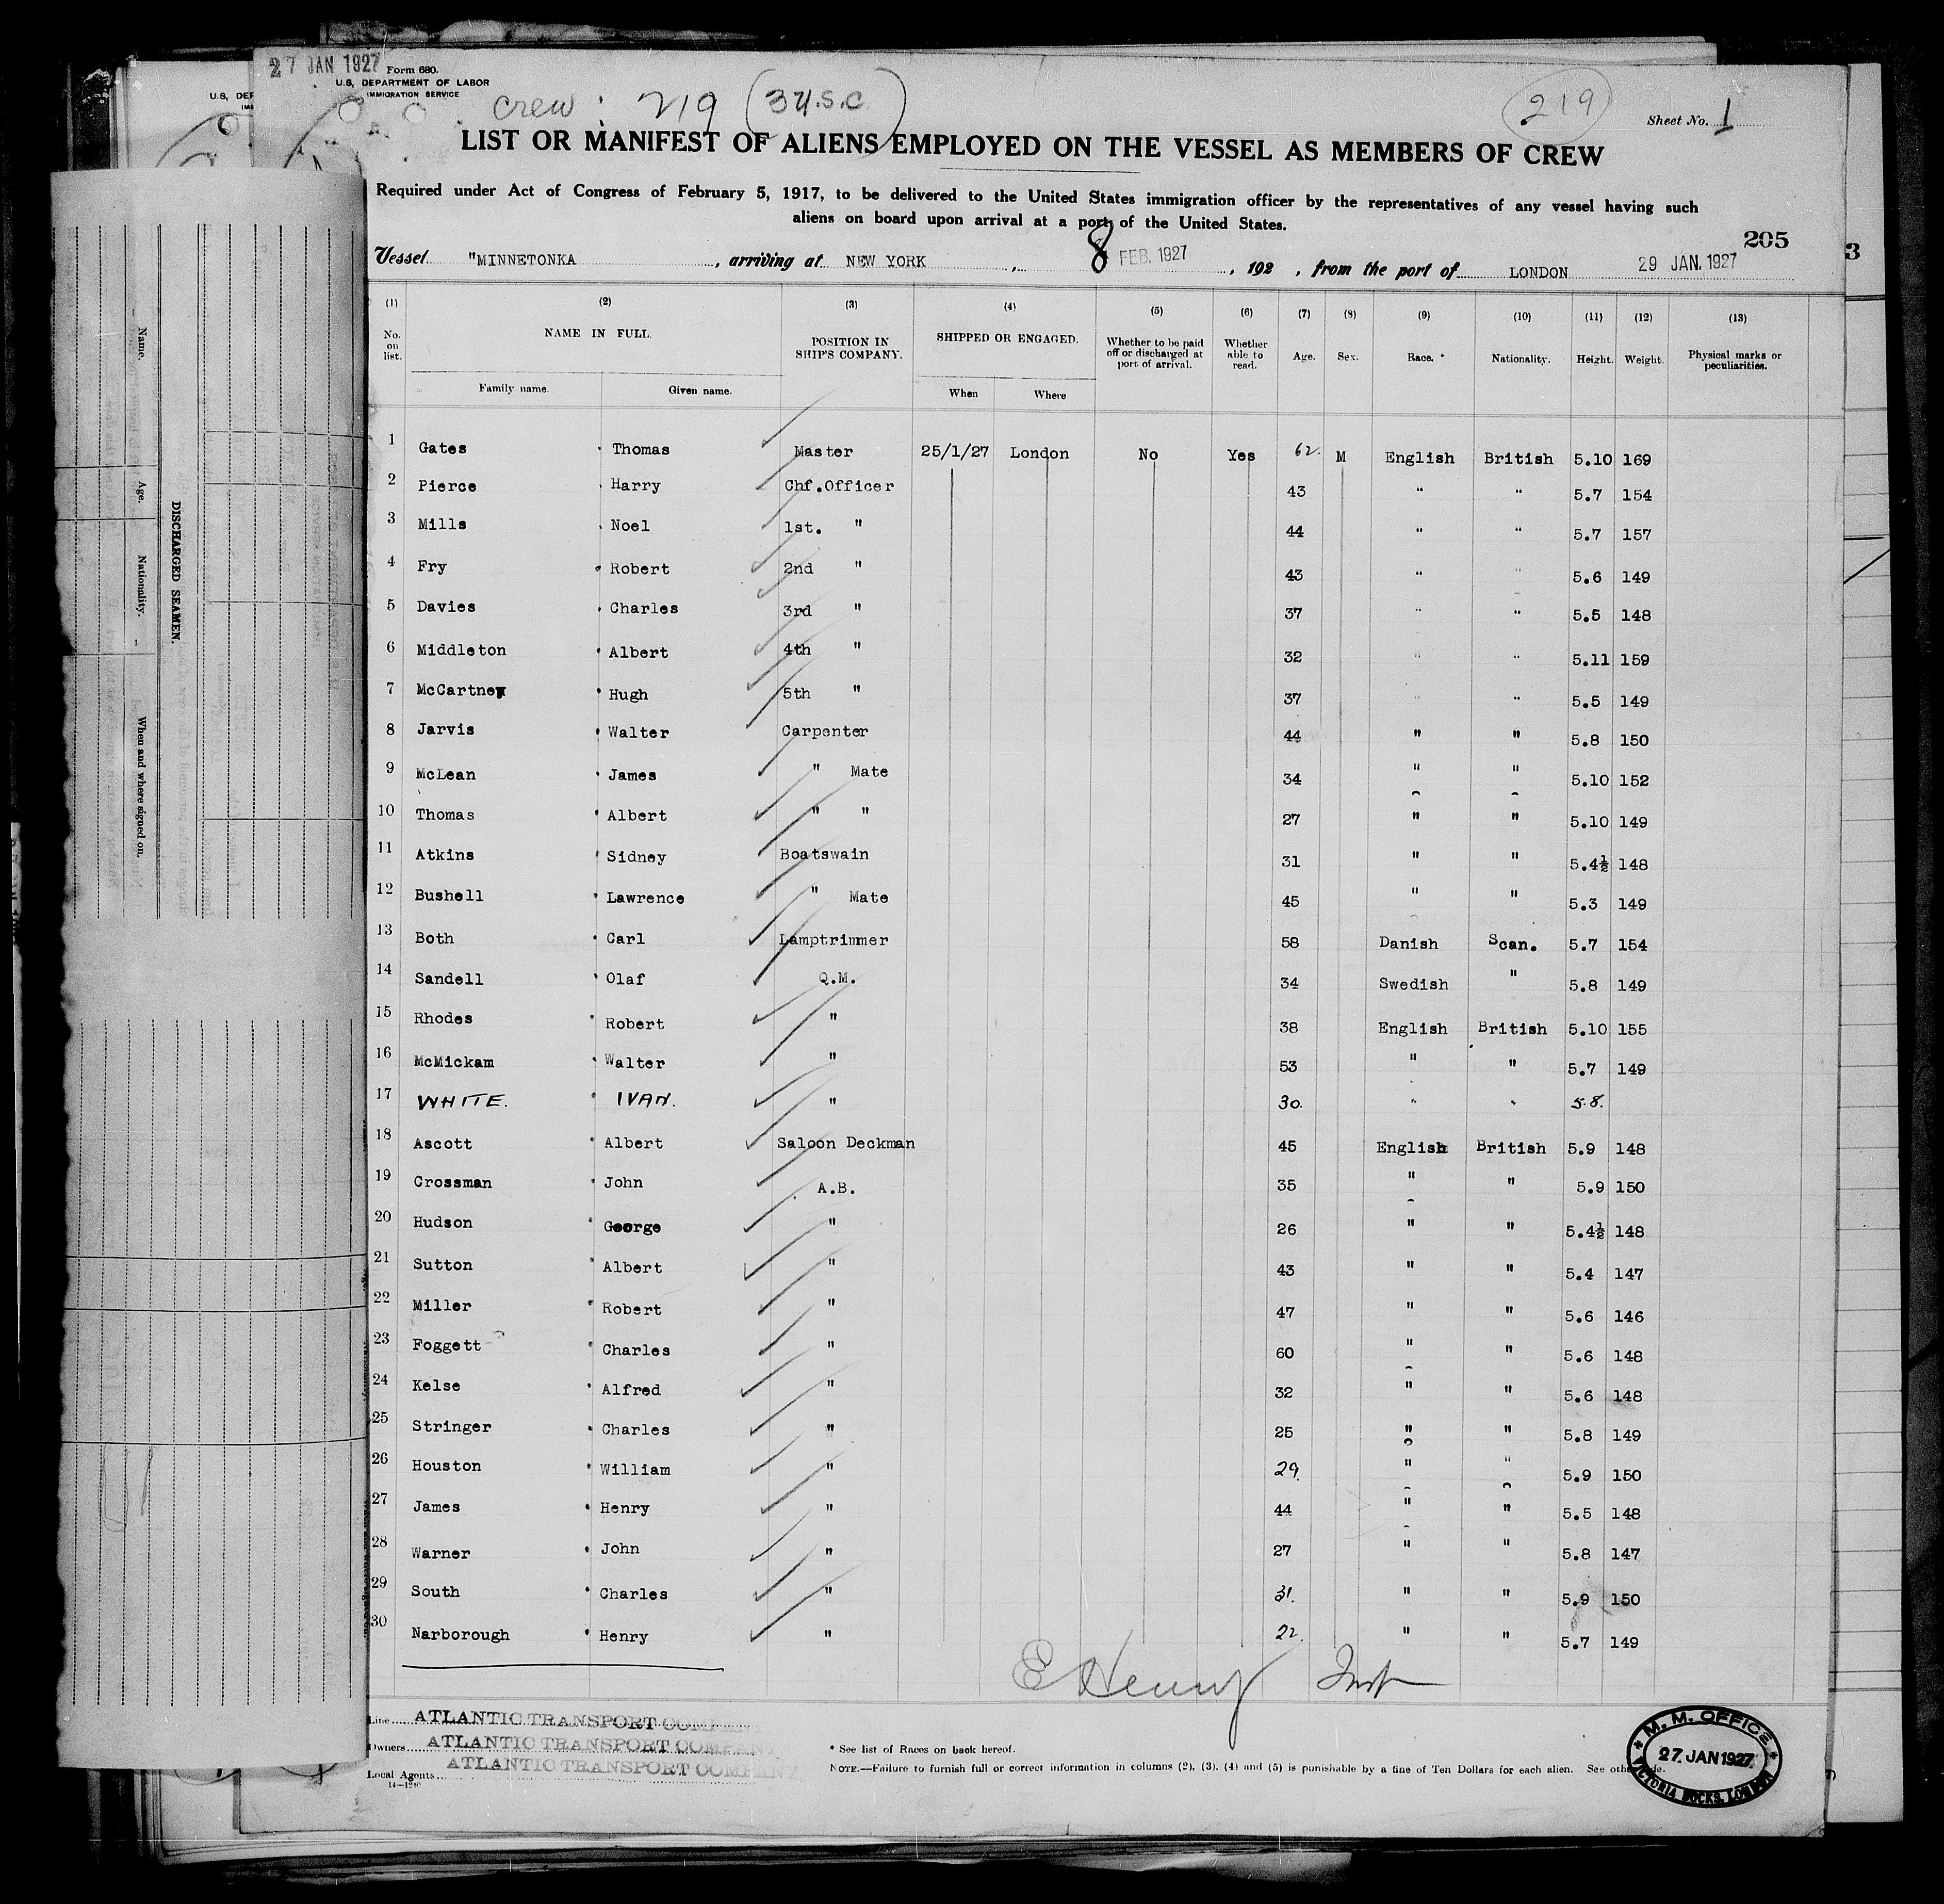 27 JAN 1927
Form 680.
U.S. DEPARTMENT OF LABOR
IMMIGRATION SERVICE
U.S. DEP
IM
crew : 219 (3 U.S.C)
219
Sheet No. 1
LIST OR MANIFEST OF ALIENS EMPLOYED ON THE VESSEL AS MEMBERS OF CREW
Required under Act of Congress of February 5, 1917, to be delivered to the United States immigration officer by the representatives of any vessel having such
aliens on board upon arrival at a port of the United States.
205
3
Vessel "MINNETONKA , arriving at NEW YORK , 8 FEB. 1927 , 192 , from the port of LONDON 29 JAN. 1927
(1) (2) (3) (4) (5) (6) (7) (8) (9) (10) (11) (12) (13)
No. on list. NAME IN FULL. POSITION IN SHIP'S COMPANY. SHIPPED OR ENGAGED. Whether to be paid off or discharged at port of arrival. Whether able to read. Age. Sex. Race. * Nationality. Height. Weight. Physical marks or peculiarities.
Family name. Given name. When Where
1 Gates Thomas Master 25/1/27 London No Yes 62. M English British 5.10 169
2 Pierce Harry Chf.Officer 43 " " 5.7 154
3 Mills Noel 1st. " 44 " " 5.7 157
4 Fry Robert 2nd " 43 " " 5.6 149
5 Davies Charles 3rd " 37 " " 5.5 148
6 Middleton Albert 4th " 32 " " 5.11 159
7 McCartney Hugh 5th " 37 " " 5.5 149
8 Jarvis Walter Carpenter 44 " " 5.8 150
9 McLean James " Mate 34 " " 5.10 152
10 Thomas Albert " " 27 " " 5.10 149
11 Atkins Sidney Boatswain 31 " " 5.4½ 148
12 Bushell Lawrence " Mate 45 " " 5.3 149
13 Both Carl Lamptrimmer 58 Danish Scan. 5.7 154
14 Sandell Olaf Q.M. 34 Swedish " 5.8 149
15 Rhodes Robert " 38 English British 5.10 155
16 McMickam Walter " 53 " " 5.7 149
17 WHITE. IVAN. " 30. " " 5.8.
18 Ascott Albert Saloon Deckman 45 English British 5.9 148
19 Crossman John A.B. 35 " " 5.9 150
20 Hudson George " 26 " " 5.4½ 148
21 Sutton Albert " 43 " " 5.4 147
22 Miller Robert " 47 " " 5.6 146
23 Foggett Charles " 60 " " 5.6 148
24 Kelse Alfred " 32 " " 5.6 148
25 Stringer Charles " 25 " " 5.8 149
26 Houston William " 29. " " 5.9 150
27 James Henry " 44 " " 5.5 148
28 Warner John " 27 " " 5.8 147
29 South Charles " 31. " " 5.9 150
30 Narborough Henry " 22. " " 5.7 149
E Henny Insp
Line ATLANTIC TRANSPORT COMPANY
Owners ATLANTIC TRANSPORT COMPANY
Local Agents ATLANTIC TRANSPORT COMPANY
* See list of Races on back hereof.
NOTE.—Failure to furnish full or correct information in columns (2), (3), (4) and (5) is punishable by a fine of Ten Dollars for each alien. See other side.
M. M. OFFICE
27 JAN 1927
VICTORIA DOCKS, LONDON
DISCHARGED SEAMEN.
Name.
Age.
Nationality.
When and where signed on.